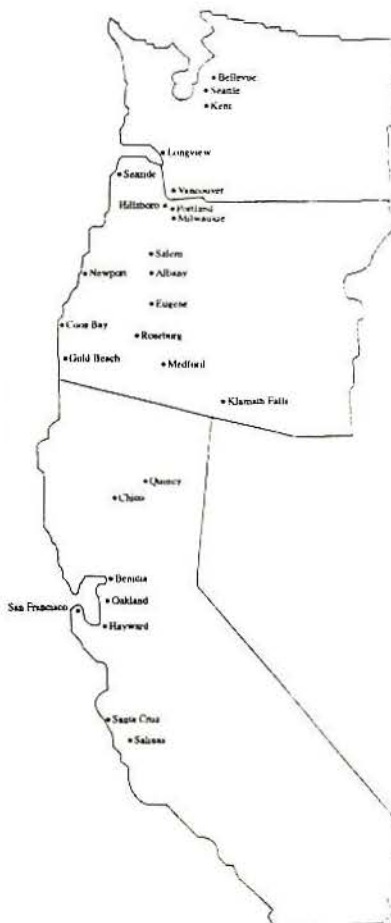 Bellevue
Seattle
Kent
Longview
Seaside
Vancouver
Hillsboro
Portland
Milwaukie
Salem
Newport
Albany
Eugene
Coos Bay
Roseburg
Gold Beach
Medford
Klamath Falls
Quincy
Chico
Benicia
San Francisco
Oakland
Hayward
Santa Cruz
Salinas